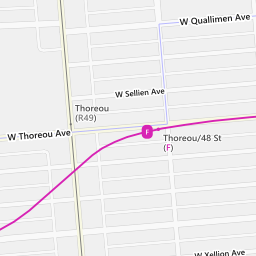 W Quallimen Ave
W Sellien Ave
Thoreou
(R49)
W Thoreou Ave
F
Thoreou/48 St
(F)
W Xellion Ave